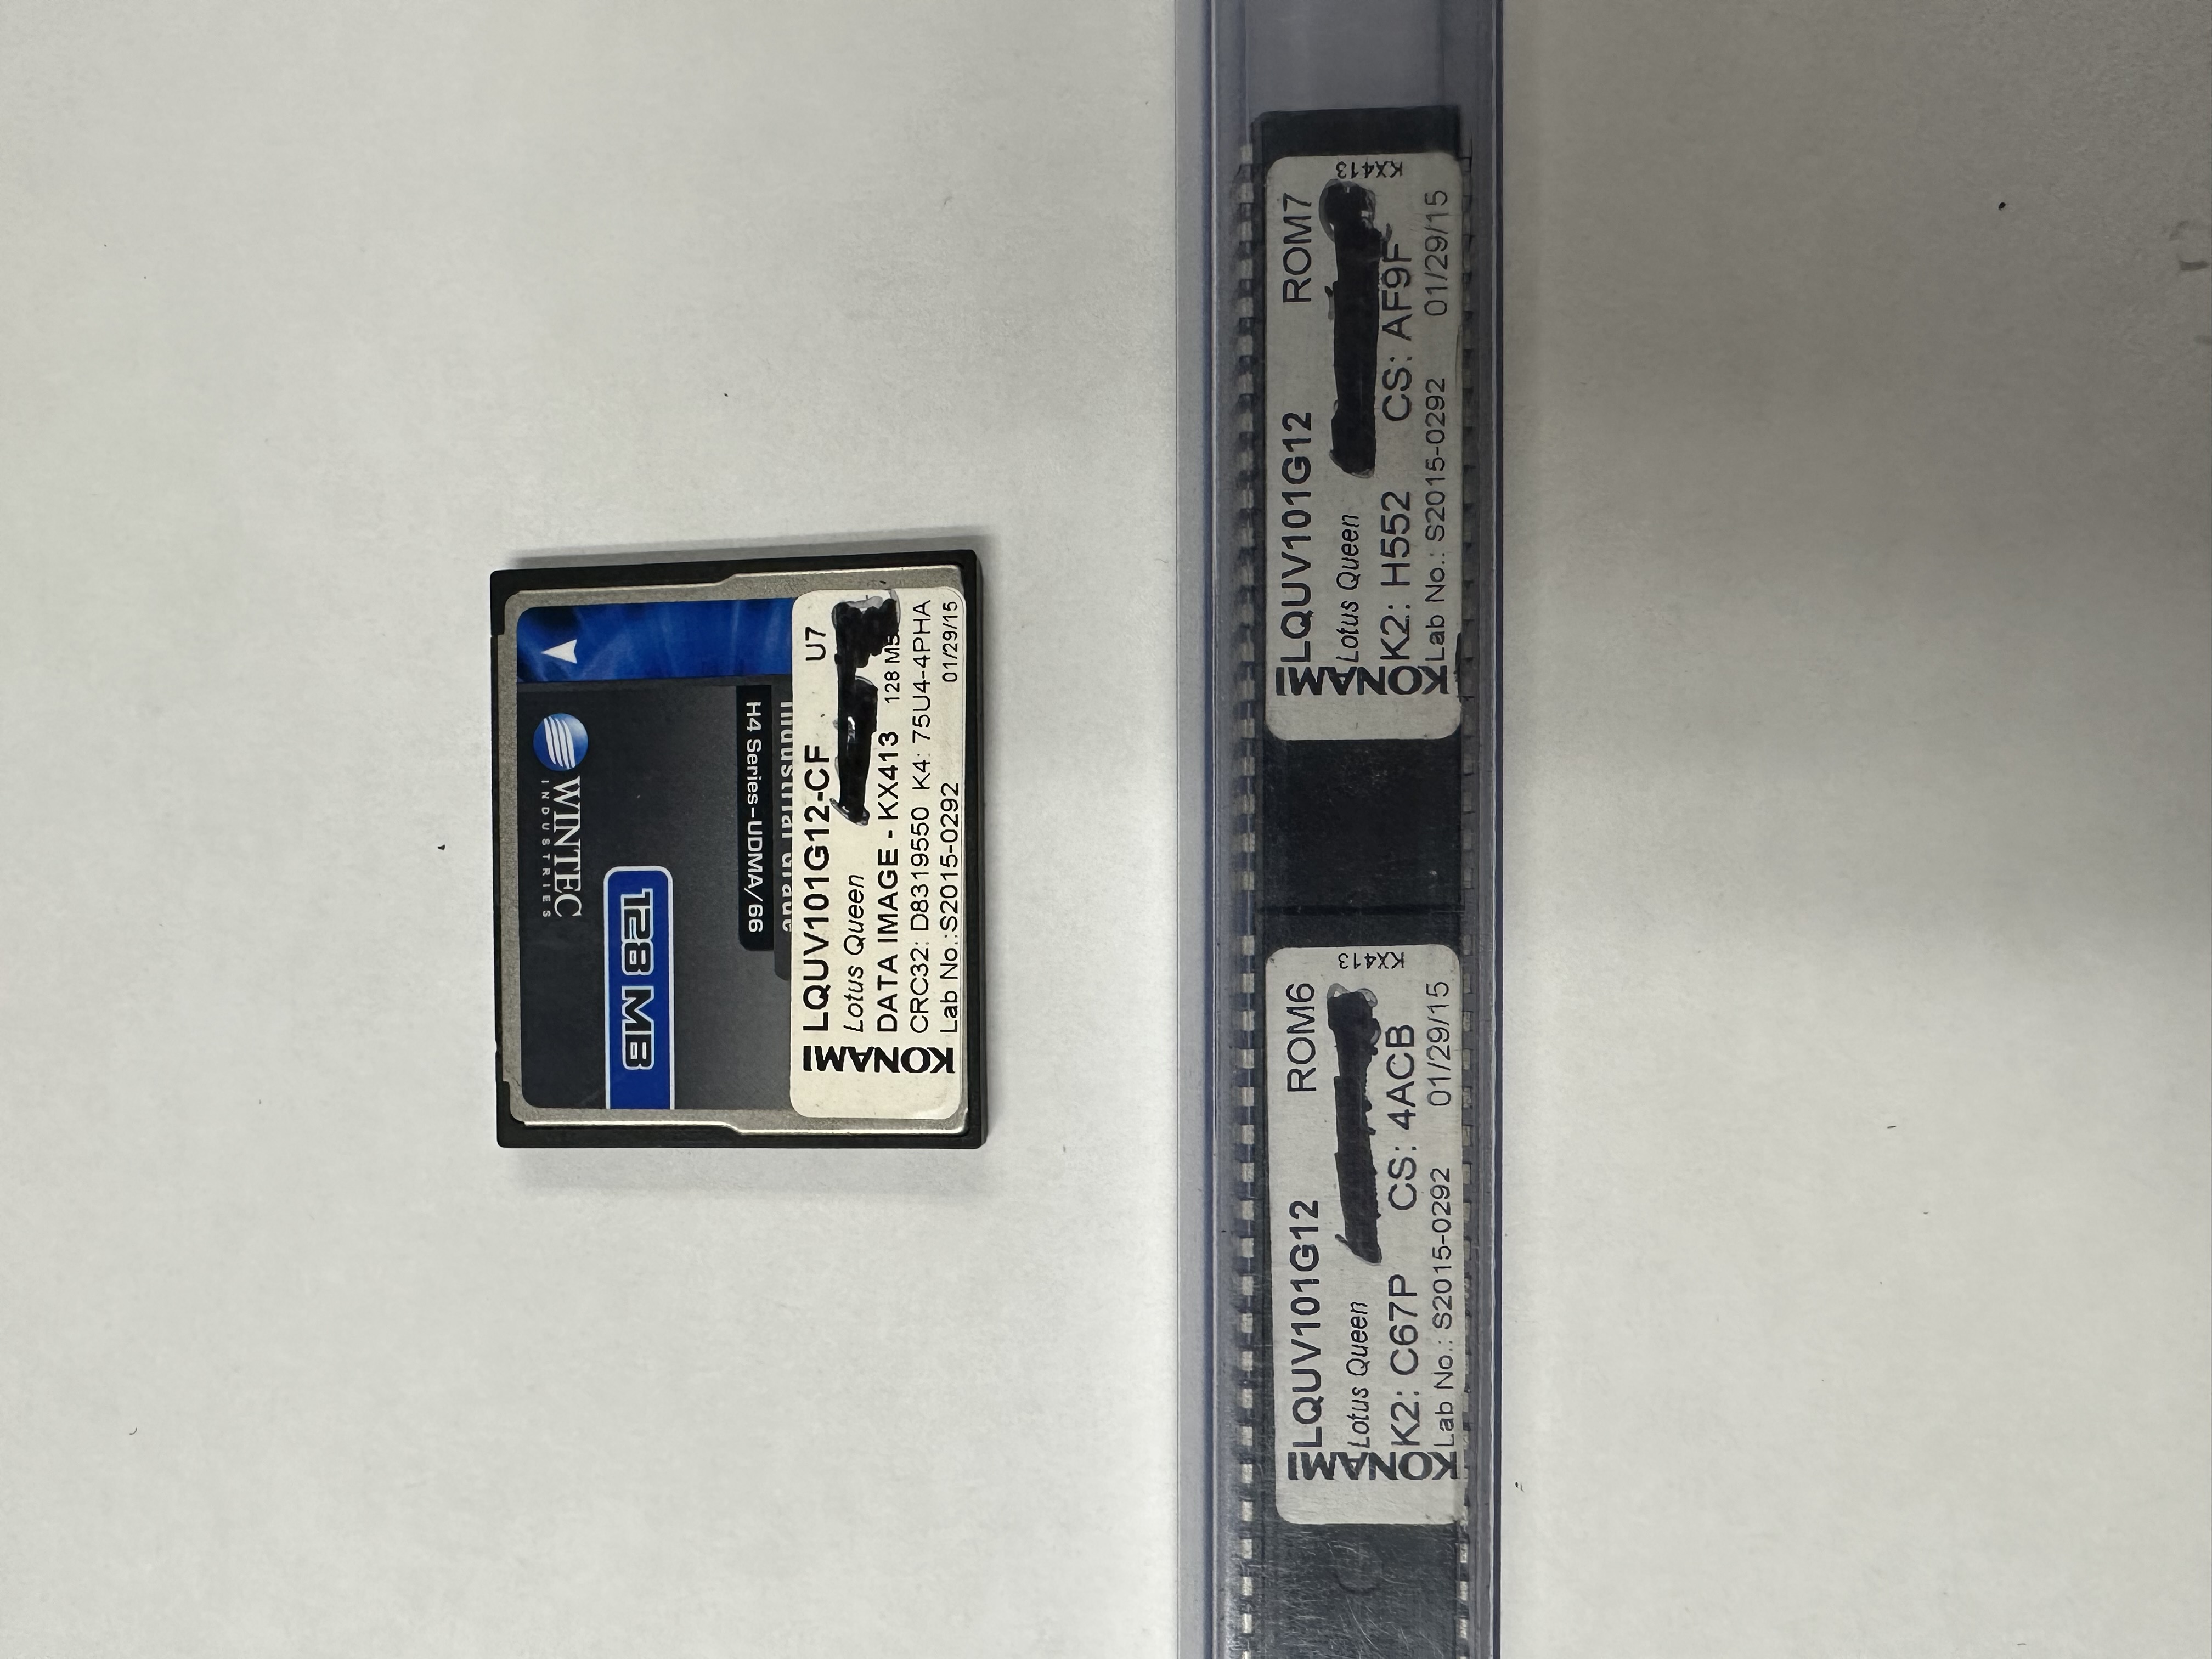 WINTEC
INDUSTRIES
128 MB
H4 Series-UDMA/66
Industrial Grade
KONAMI
LQUV101G12-CF U7
Lotus Queen
DATA IMAGE - KX413 128 MB
CRC32: D8319550 K4: 75U4-4PHA
Lab No.:S2015-0292 01/29/15
KONAMI
LQUV101G12 ROM7
Lotus Queen
K2: H552 CS: AF9F
Lab No.: S2015-0292 01/29/15
KX413
KONAMI
LQUV101G12 ROM6
Lotus Queen
K2: C67P CS: 4ACB
Lab No.: S2015-0292 01/29/15
KX413